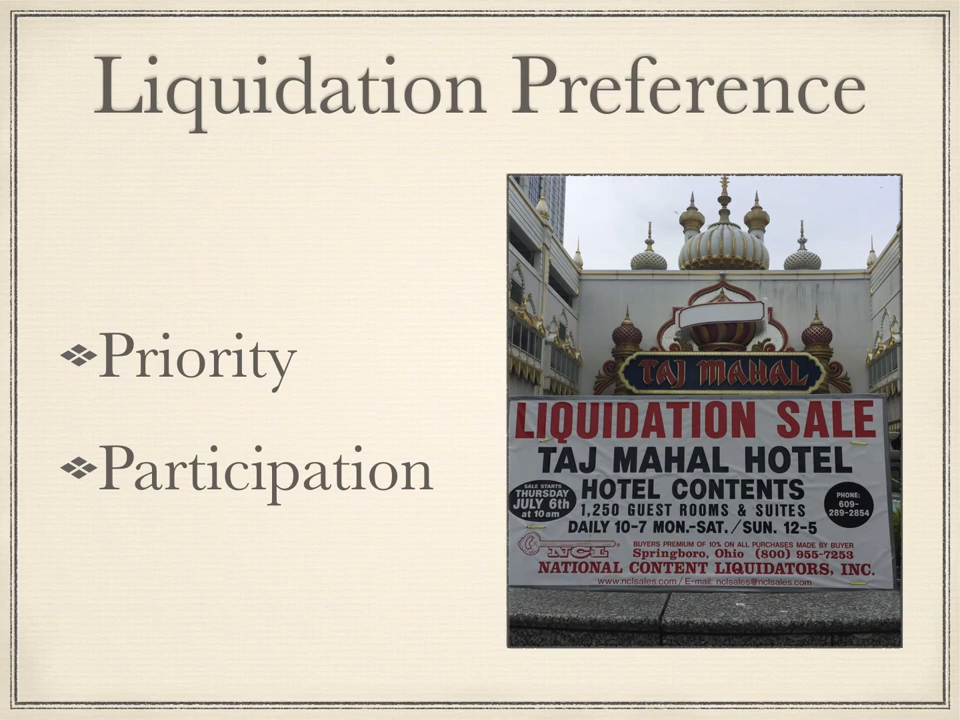 Liquidation Preference
Priority
Participation
TAJ MAHAL
LIQUIDATION SALE
TAJ MAHAL HOTEL
SALE STARTS
THURSDAY
JULY 6th
at 10am
HOTEL CONTENTS
1,250 GUEST ROOMS & SUITES
DAILY 10-7 MON.-SAT. / SUN. 12-5
PHONE:
609-
289-2854
NCL
BUYERS PREMIUM OF 10% ON ALL PURCHASES MADE BY BUYER
Springboro, Ohio (800) 955-7253
NATIONAL CONTENT LIQUIDATORS, INC.
www.nclsales.com / E-mail: nclsales@nclsales.com